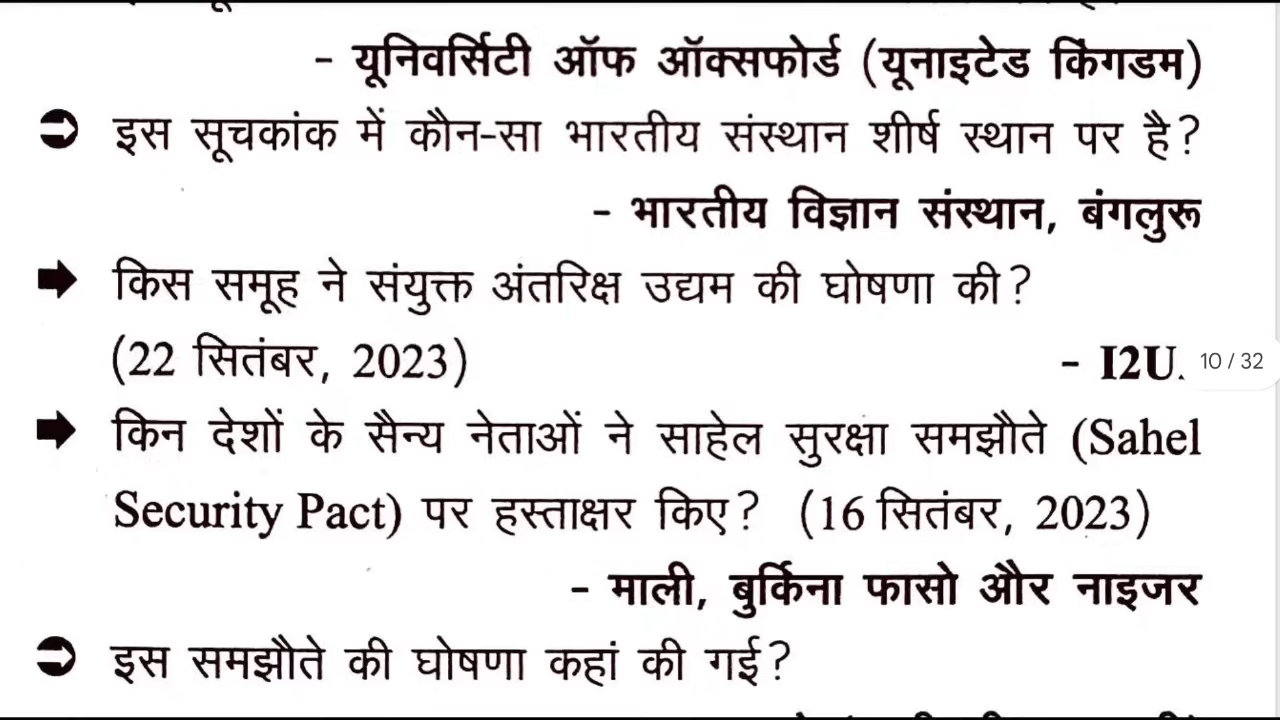 - यूनिवर्सिटी ऑफ ऑक्सफोर्ड (यूनाइटेड किंगडम)
इस सूचकांक में कौन-सा भारतीय संस्थान शीर्ष स्थान पर है?
- भारतीय विज्ञान संस्थान, बंगलुरू
किस समूह ने संयुक्त अंतरिक्ष उद्यम की घोषणा की?
(22 सितंबर, 2023) - I2U
10 / 32
किन देशों के सैन्य नेताओं ने साहेल सुरक्षा समझौते (Sahel
Security Pact) पर हस्ताक्षर किए? (16 सितंबर, 2023)
- माली, बुर्किना फासो और नाइजर
इस समझौते की घोषणा कहां की गई?